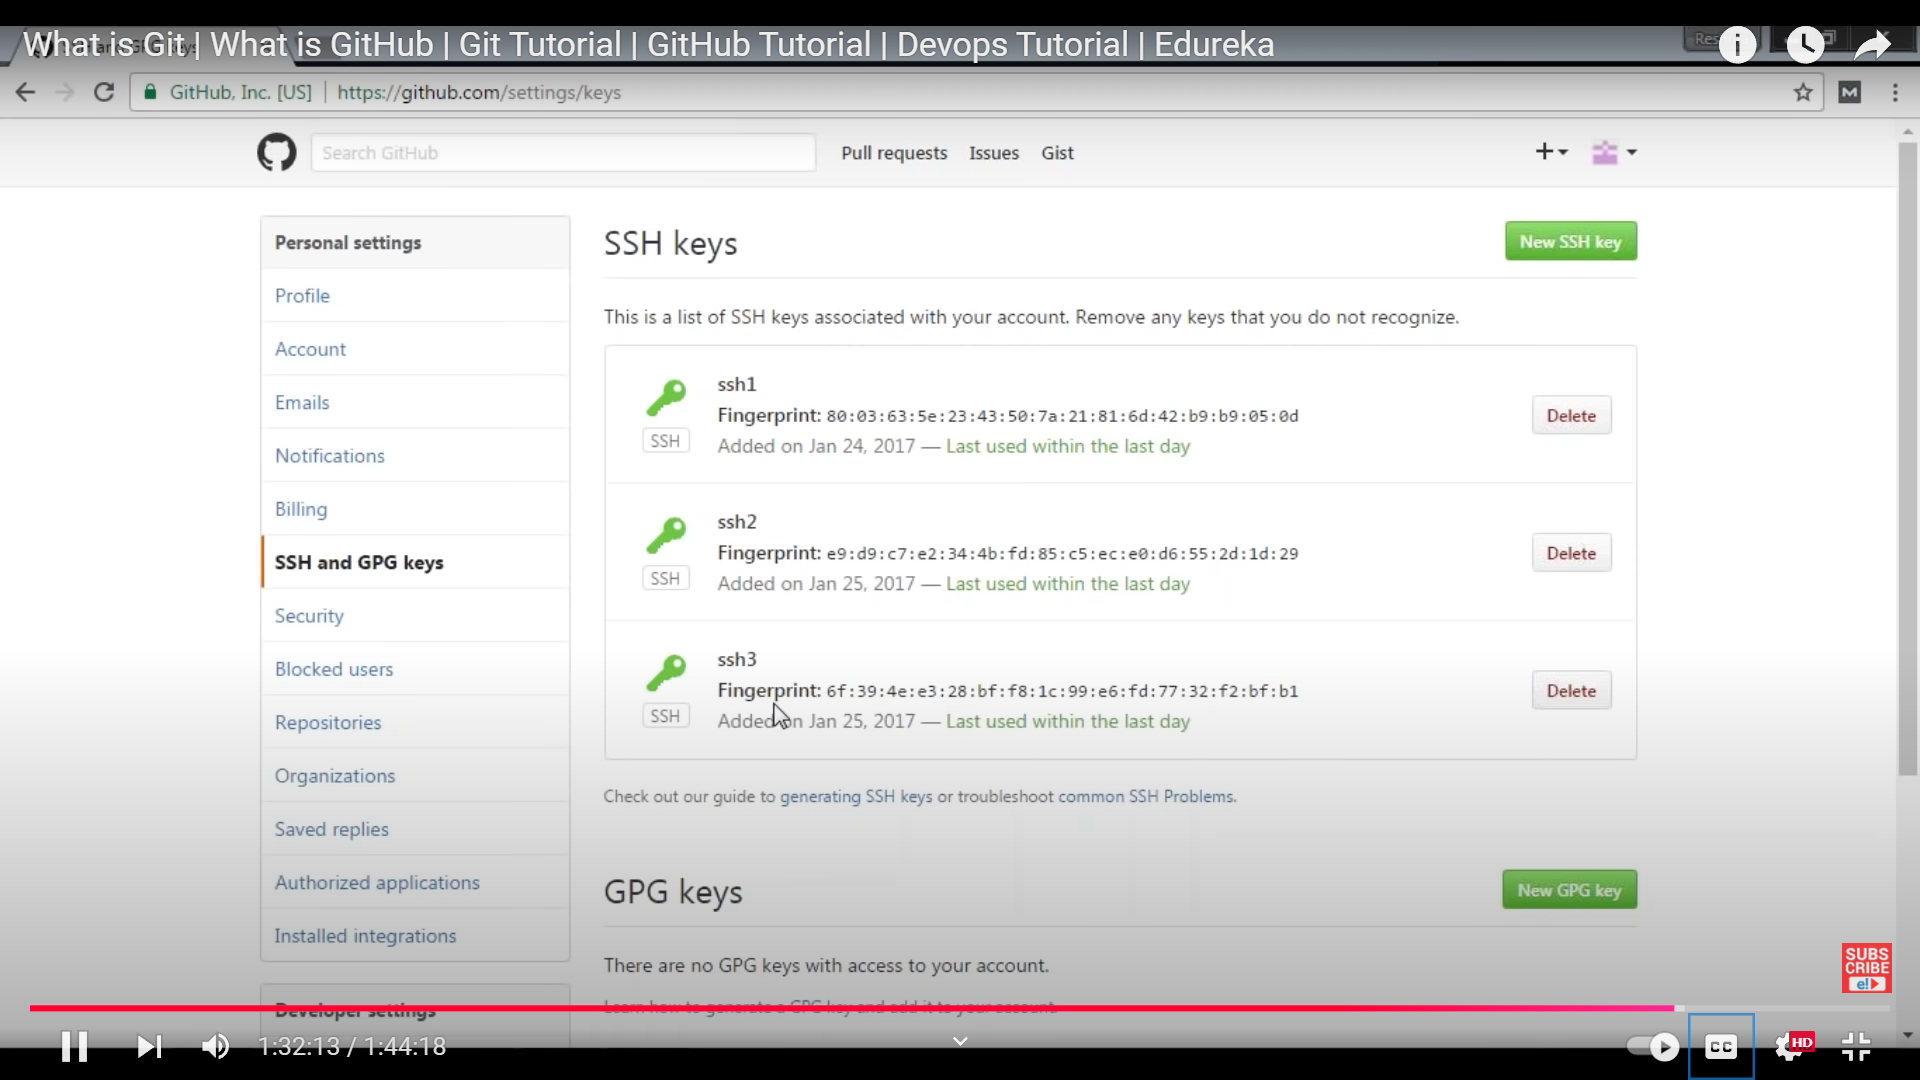 What is Git | What is GitHub | Git Tutorial | GitHub Tutorial | Devops Tutorial | Edureka
GitHub, Inc. [US] | https://github.com/settings/keys
Search GitHub
Pull requests Issues Gist
Personal settings
Profile
Account
Emails
Notifications
Billing
SSH and GPG keys
Security
Blocked users
Repositories
Organizations
Saved replies
Authorized applications
Installed integrations
Developer settings
SSH keys
New SSH key
This is a list of SSH keys associated with your account. Remove any keys that you do not recognize.
ssh1
Fingerprint: 80:03:63:5e:23:43:50:7a:21:81:6d:42:b9:b9:05:0d
SSH
Added on Jan 24, 2017 — Last used within the last day
Delete
ssh2
Fingerprint: e9:d9:c7:e2:34:4b:fd:85:c5:ec:e0:d6:55:2d:1d:29
SSH
Added on Jan 25, 2017 — Last used within the last day
Delete
ssh3
Fingerprint: 6f:39:4e:e3:28:bf:f8:1c:99:e6:fd:77:32:f2:bf:b1
SSH
Added on Jan 25, 2017 — Last used within the last day
Delete
Check out our guide to generating SSH keys or troubleshoot common SSH Problems.
GPG keys
New GPG key
There are no GPG keys with access to your account.
Learn how to generate a GPG key and add it to your account.
SUBS
CRIBE
e!
1:32:13 / 1:44:18
CC
HD